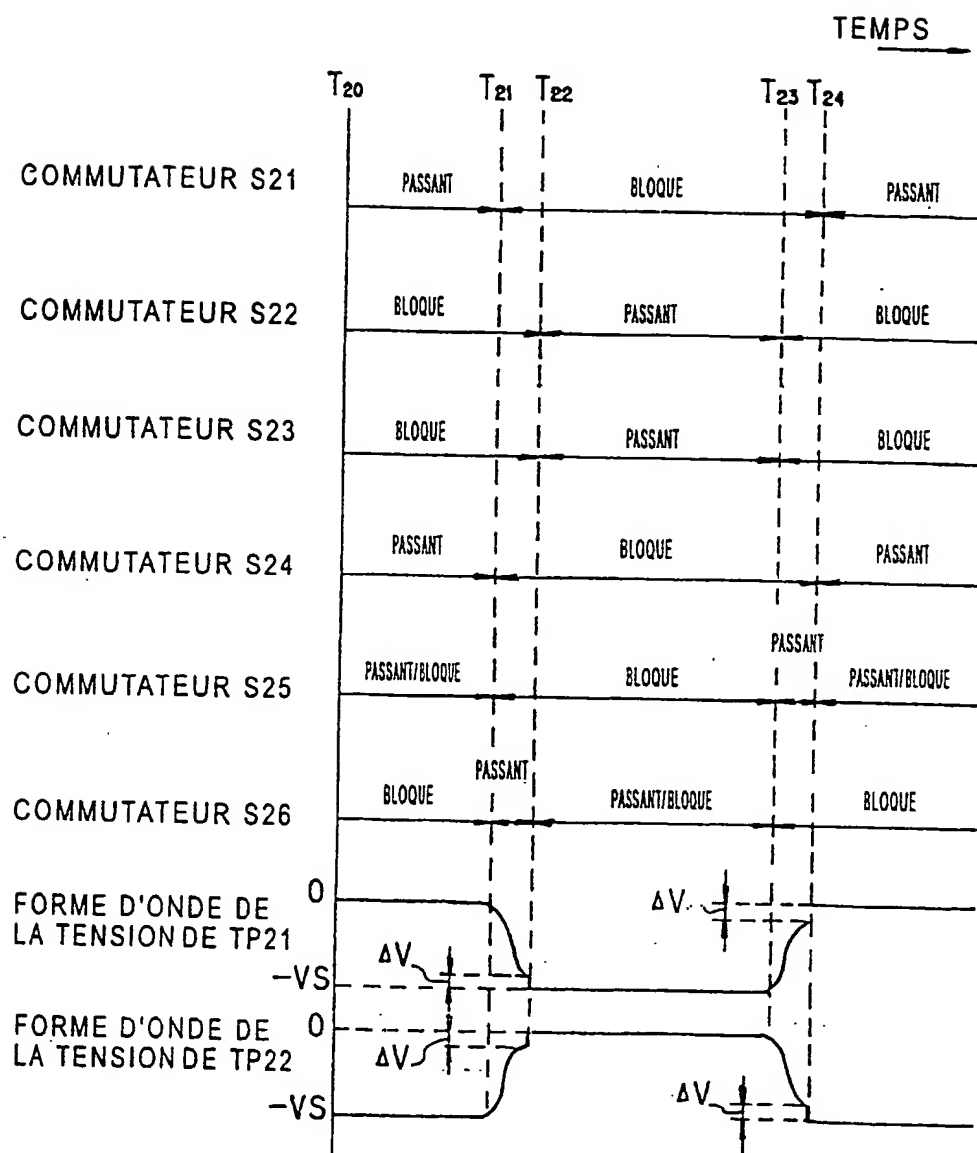 TEMPS
T20 T21 T22 T23 T24
COMMUTATEUR S21 PASSANT BLOQUE PASSANT
COMMUTATEUR S22 BLOQUE PASSANT BLOQUE
COMMUTATEUR S23 BLOQUE PASSANT BLOQUE
COMMUTATEUR S24 PASSANT BLOQUE PASSANT
PASSANT
COMMUTATEUR S25 PASSANT/BLOQUE BLOQUE PASSANT/BLOQUE
PASSANT
COMMUTATEUR S26 BLOQUE PASSANT/BLOQUE BLOQUE
0
FORME D'ONDE DE ΔV
LA TENSION DE TP21
ΔV
-VS
0
FORME D'ONDE DE
LA TENSION DE TP22 ΔV
ΔV
-VS